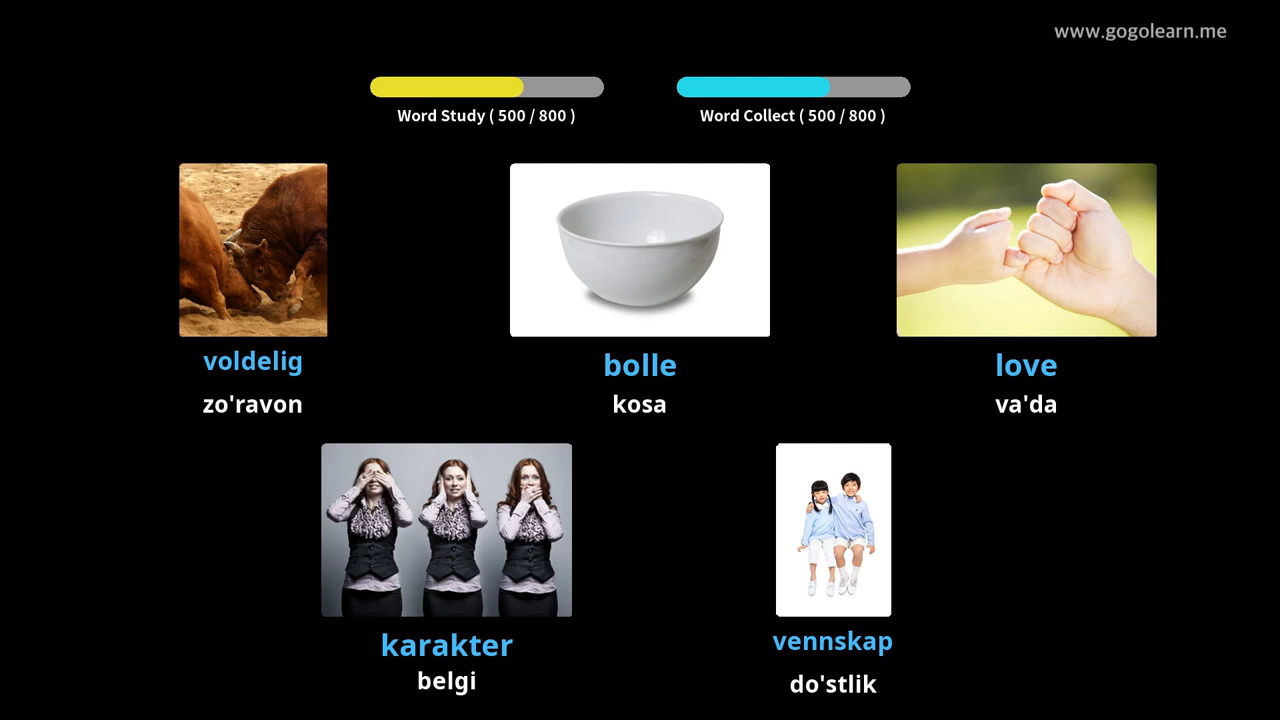 www.gogolearn.me
Word Study ( 500 / 800 )
Word Collect ( 500 / 800 )
voldelig
zo'ravon
bolle
kosa
love
va'da
karakter
belgi
vennskap
do'stlik